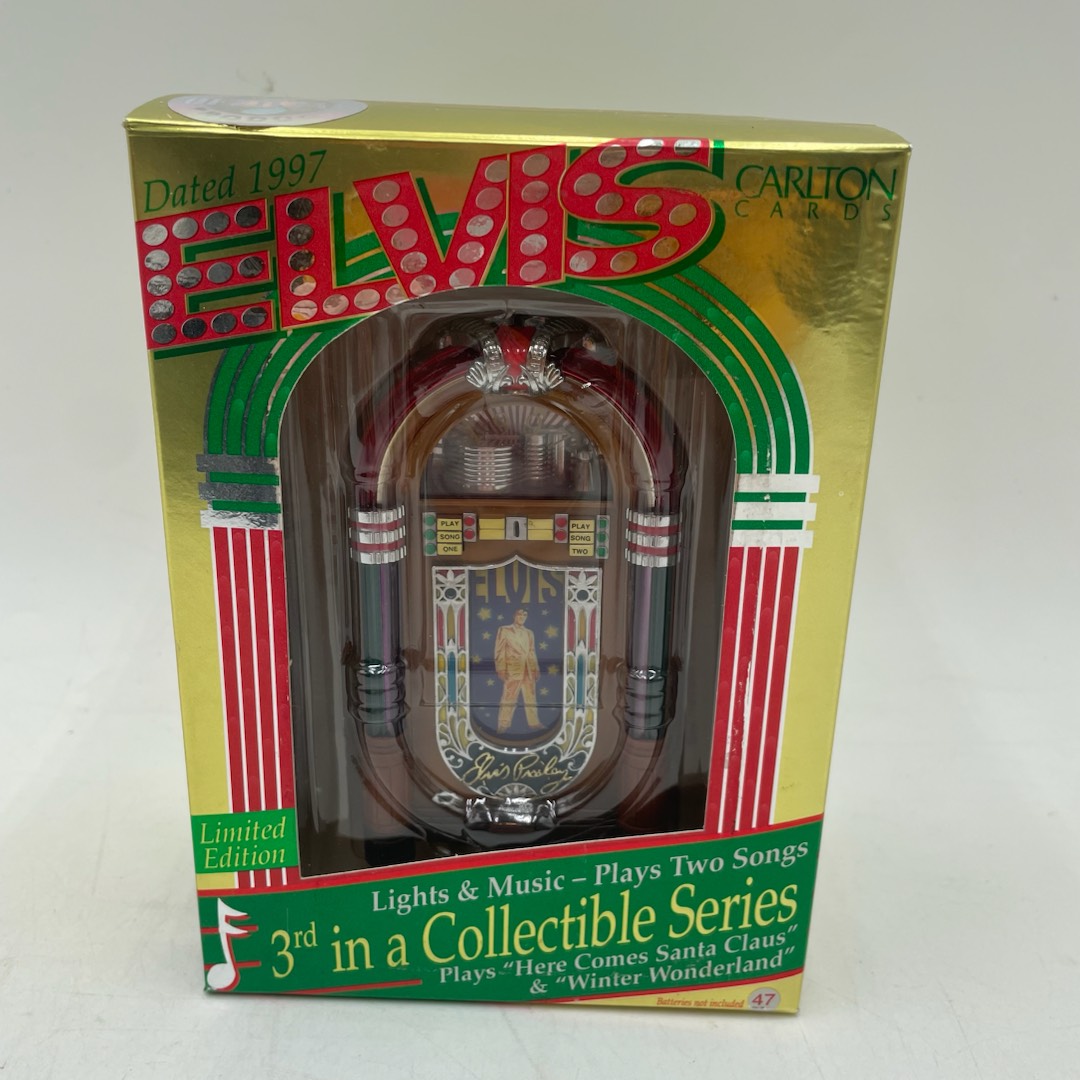 Dated 1997
ELVIS
CARLTON
CARDS
PLAY
SONG
ONE
PLAY
SONG
TWO
ELVIS
Elvis Presley
Limited
Edition
Lights & Music – Plays Two Songs
3rd in a Collectible Series
Plays "Here Comes Santa Claus"
& "Winter Wonderland"
Batteries not included
47